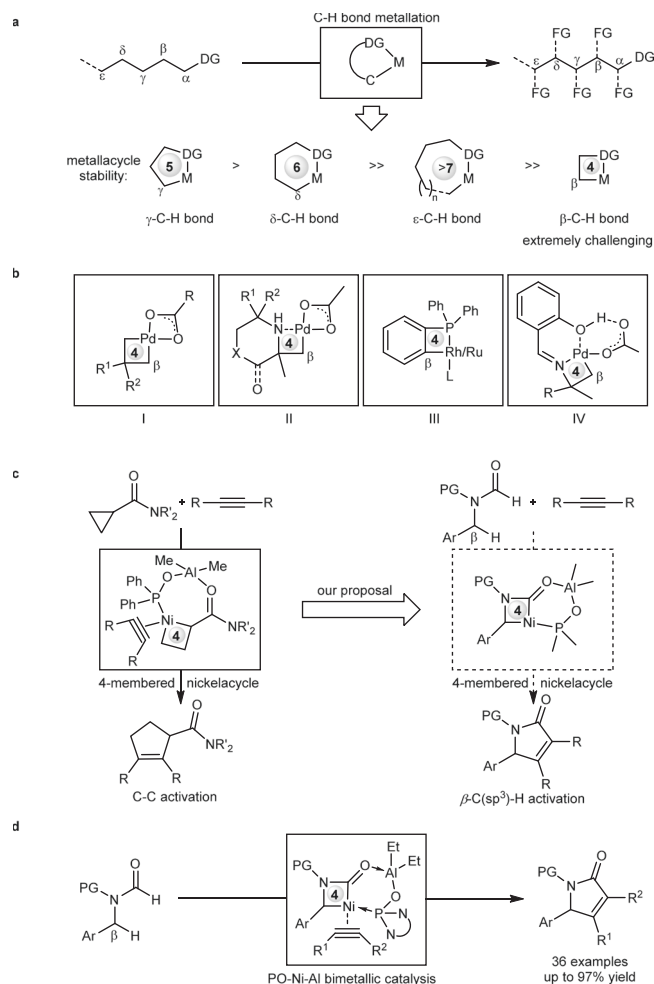 a
C-H bond metallation
ε δ γ β α DG
DG M C
FG FG
ε δ γ β α DG
FG FG FG
metallacycle
stability:
5 DG M γ
>
6 DG M δ
>>
>7 DG M ( )n
>>
4 DG M β
γ-C-H bond
δ-C-H bond
ε-C-H bond
β-C-H bond
extremely challenging
b
R
O
O
Pd
4
β
R1
R2
R1 R2
H
N
Pd
O
O
X
4
β
O
Ph Ph
P
4
β
Rh/Ru
L
O H O
Pd O
N
4
β
R
I
II
III
IV
c
O
NR'2
+
R R
Me
Me
Al
O
O
Ph
Ph
P
Ni
4
NR'2
R
R
4-membered nickelacycle
O
NR'2
R R
C-C activation
our proposal
O
PG N H
Ar β H
+
R R
PG
N
O
Al
4
O
Ni
P
Ar
4-membered nickelacycle
PG
N
O
R
Ar
R
β-C(sp3)-H activation
d
O
PG N H
Ar β H
Et
Et
PG
N
O
Al
4
O
Ni
P
N
N
Ar
R1 R2
PO-Ni-Al bimetallic catalysis
PG
N
O
R2
Ar
R1
36 examples
up to 97% yield